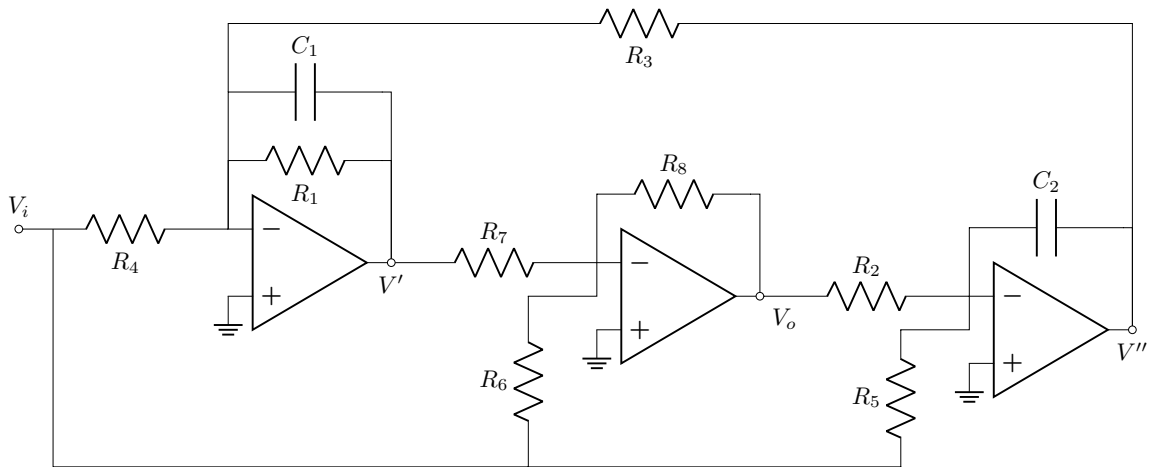 R₃
C₁
R₁
R₈
C₂
Vᵢ
R₄
−
+
V′
R₇
−
+
Vₒ
R₂
−
+
V″
R₆
R₅